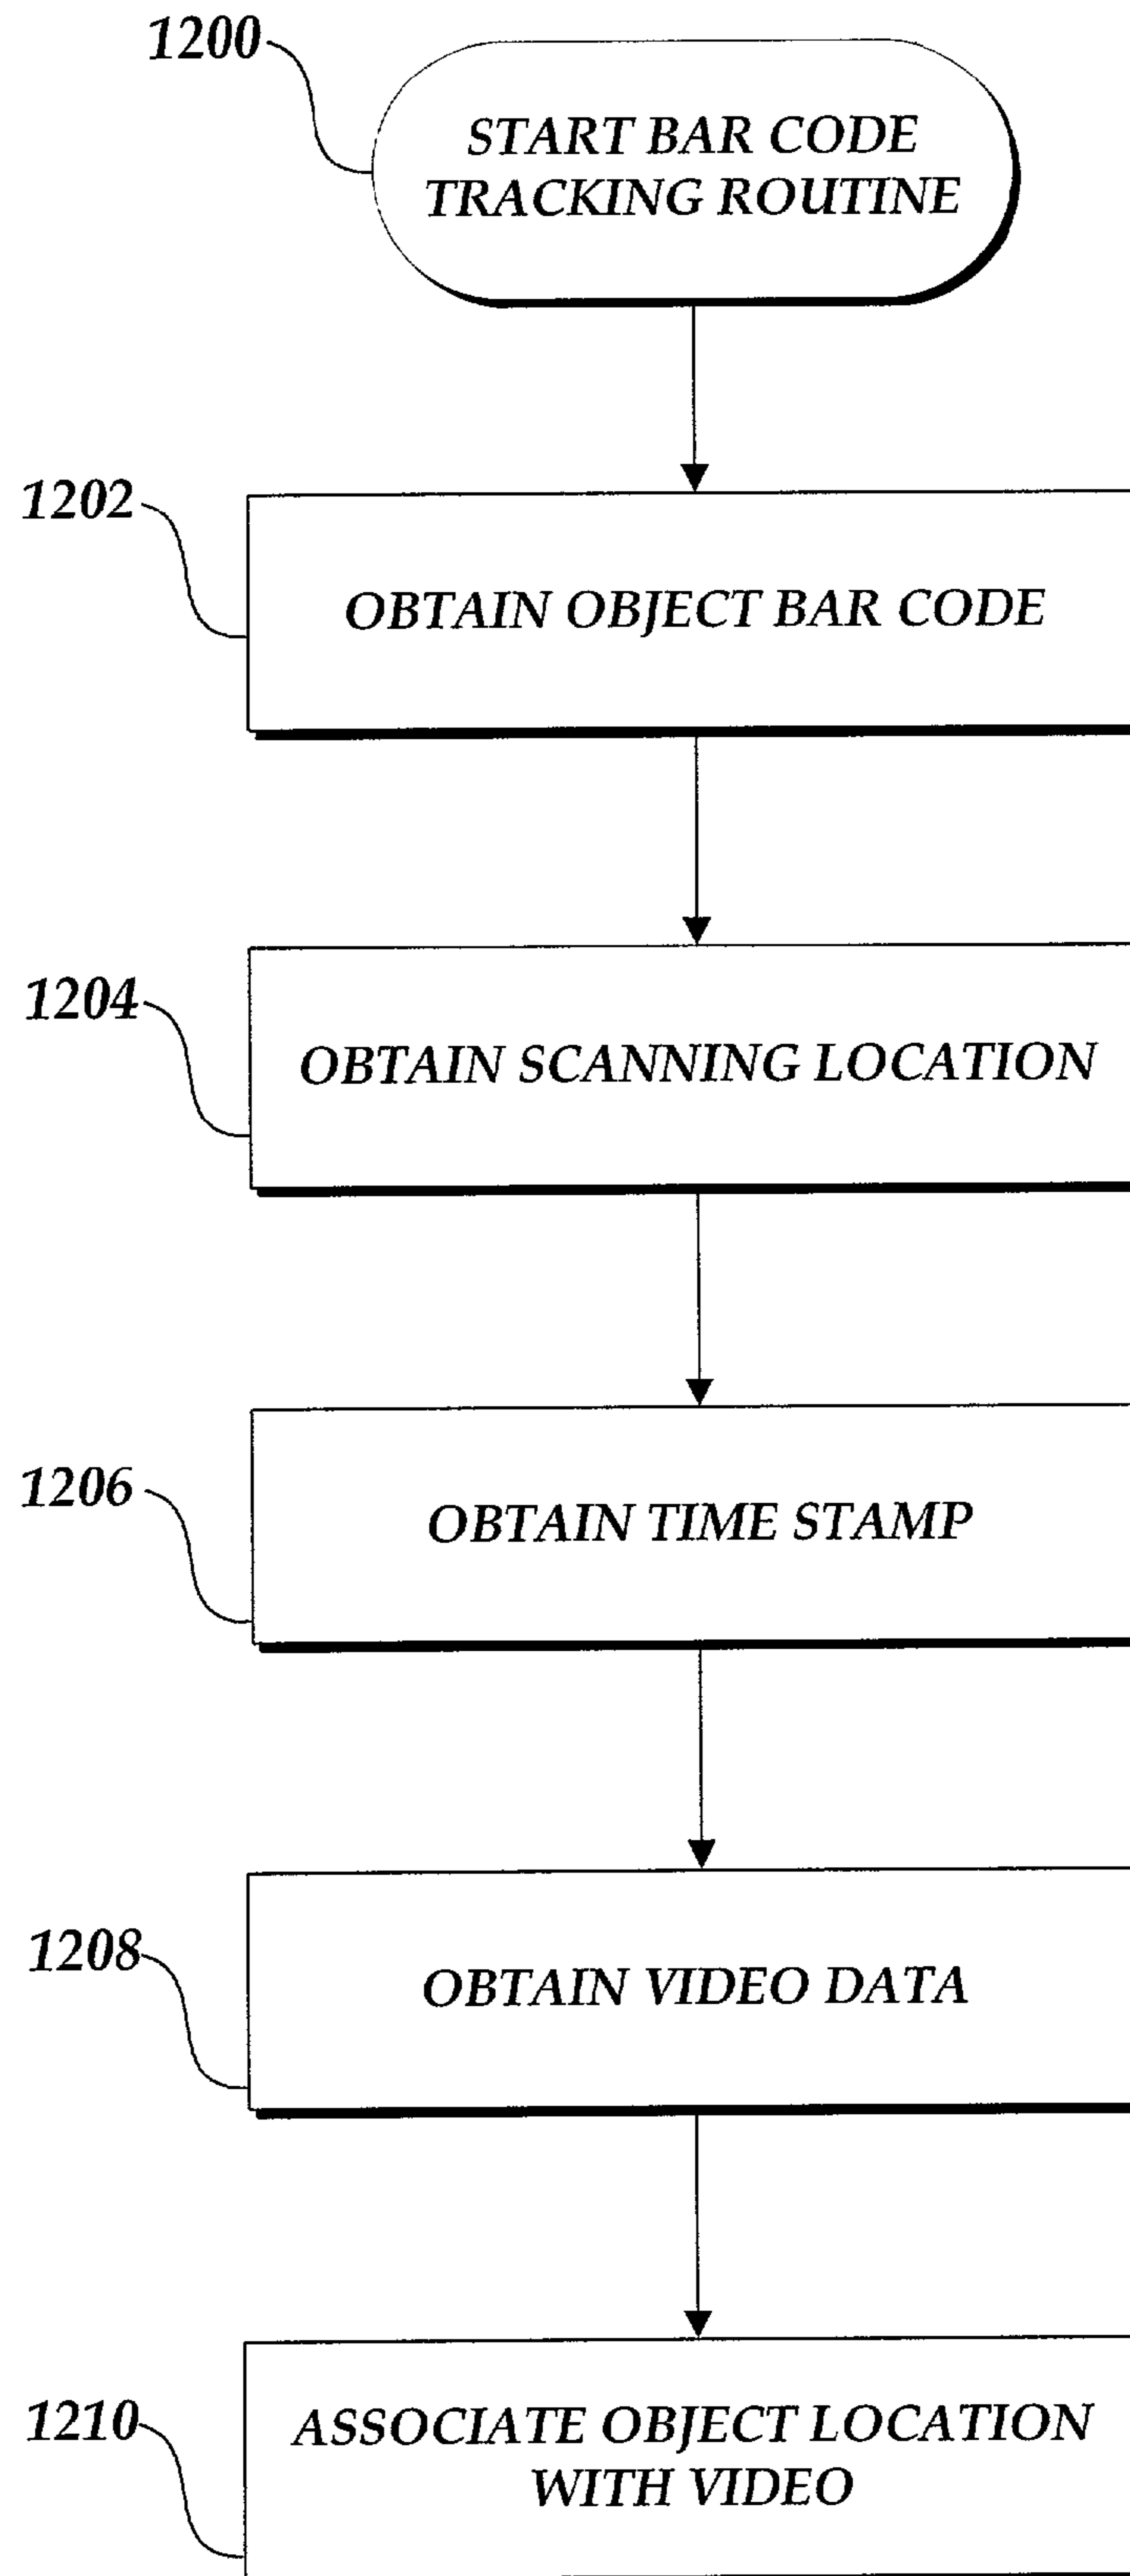 1200
START BAR CODE
TRACKING ROUTINE
1202
OBTAIN OBJECT BAR CODE
1204
OBTAIN SCANNING LOCATION
1206
OBTAIN TIME STAMP
1208
OBTAIN VIDEO DATA
1210
ASSOCIATE OBJECT LOCATION
WITH VIDEO